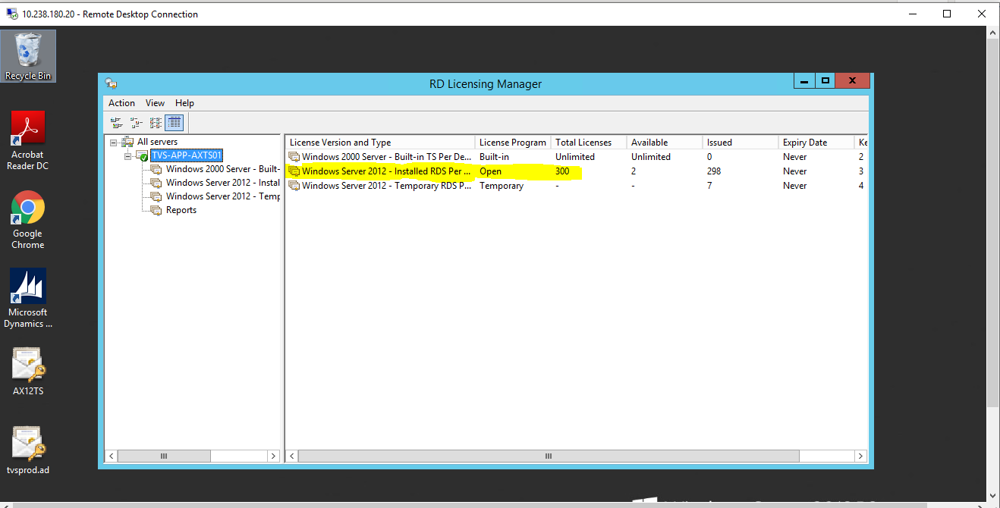 10.238.180.20 - Remote Desktop Connection
Recycle Bin
Acrobat
Reader DC
Google
Chrome
Microsoft
Dynamics ...
AX12TS
tvsprod.ad
RD Licensing Manager
Action View Help
All servers
TVS-APP-AXTS01
Windows 2000 Server - Built-
Windows Server 2012 - Instal
Windows Server 2012 - Temp
Reports
License Version and Type License Program Total Licenses Available Issued Expiry Date Ke
Windows 2000 Server - Built-in TS Per De... Built-in Unlimited Unlimited 0 Never 2
Windows Server 2012 - Installed RDS Per ... Open 300 2 298 Never 3
Windows Server 2012 - Temporary RDS P... Temporary - - 7 Never 4